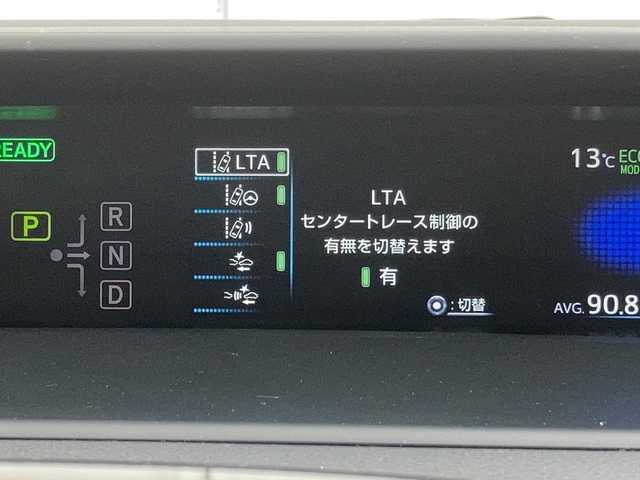 READY
P
R
N
D
LTA
LTA
センタートレース制御の
有無を切替えます
有
:切替
13℃
ECO
MOD
AVG. 90.8